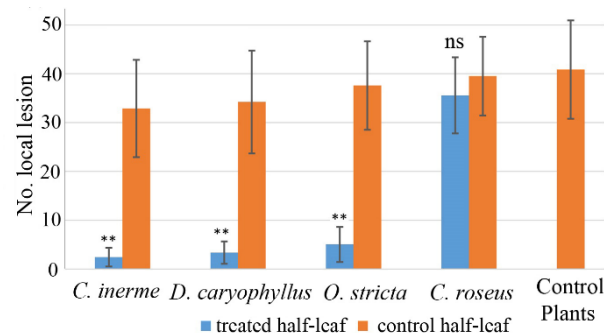 50
40
30
20
10
0
No. local lesion
**
**
**
ns
C. inerme D. caryophyllus O. stricta C. roseus Control Plants
treated half-leaf control half-leaf